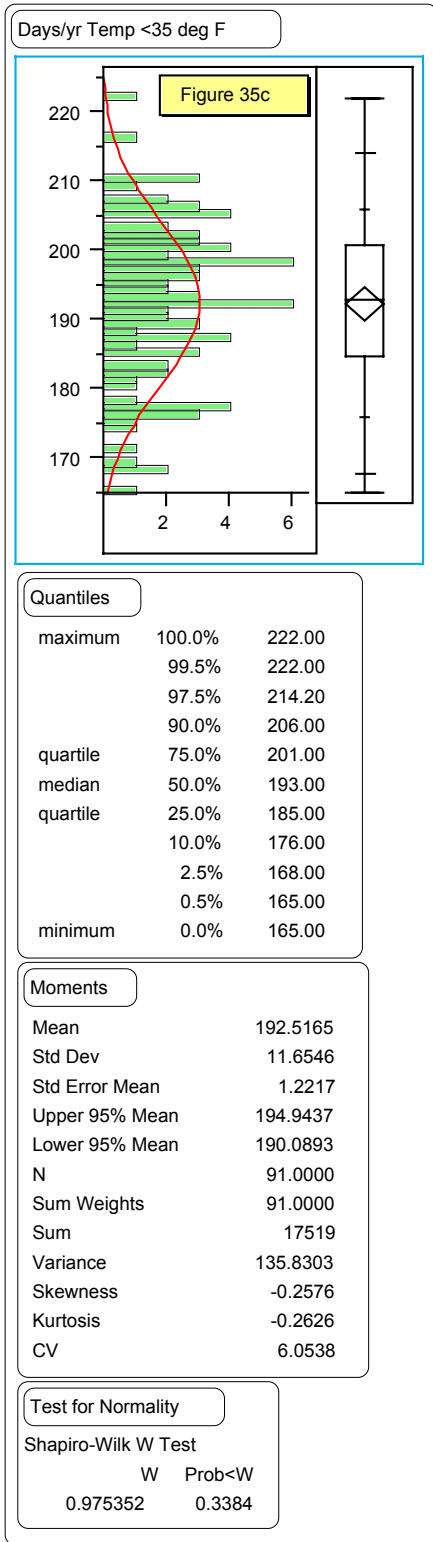 Days/yr Temp <35 deg F
Figure 35c
220
210
200
190
180
170
2 4 6
Quantiles
maximum 100.0% 222.00
99.5% 222.00
97.5% 214.20
90.0% 206.00
quartile 75.0% 201.00
median 50.0% 193.00
quartile 25.0% 185.00
10.0% 176.00
2.5% 168.00
0.5% 165.00
minimum 0.0% 165.00
Moments
Mean 192.5165
Std Dev 11.6546
Std Error Mean 1.2217
Upper 95% Mean 194.9437
Lower 95% Mean 190.0893
N 91.0000
Sum Weights 91.0000
Sum 17519
Variance 135.8303
Skewness -0.2576
Kurtosis -0.2626
CV 6.0538
Test for Normality
Shapiro-Wilk W Test
W Prob<W
0.975352 0.3384